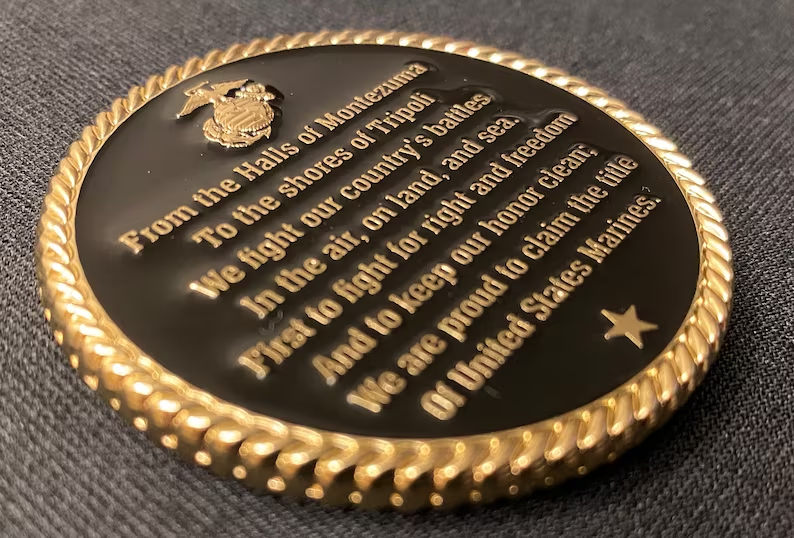 From the Halls of Montezuma
To the shores of Tripoli
We fight our country's battles
In the air, on land, and sea;
First to fight for right and freedom
And to keep our honor clean;
We are proud to claim the title
Of United States Marines.